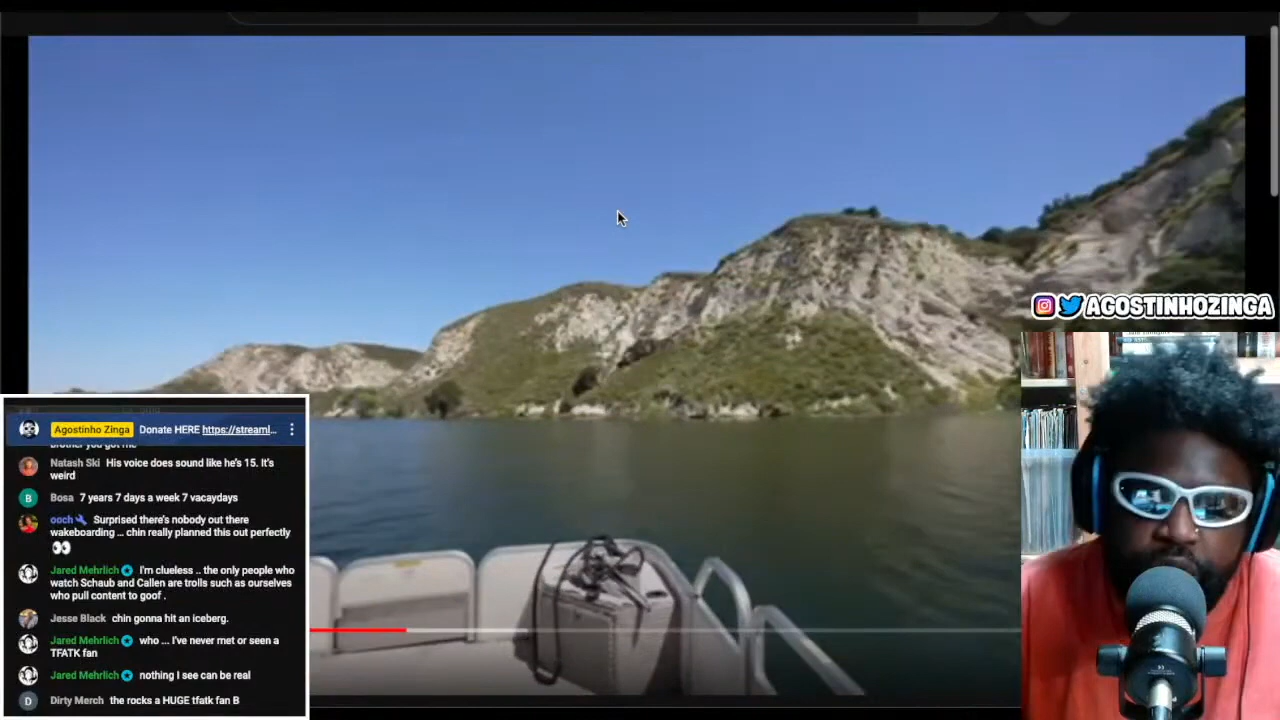 AGOSTINHOZINGA
Agostinho Zinga Donate HERE https://streaml...
brother you got me
Natash Ski His voice does sound like he's 15. It's
weird
Bosa 7 years 7 days a week 7 vacaydays
ooch Surprised there's nobody out there
wakeboarding ... chin really planned this out perfectly
Jared Mehrlich I'm clueless .. the only people who
watch Schaub and Callen are trolls such as ourselves
who pull content to goof .
Jesse Black chin gonna hit an iceberg.
Jared Mehrlich who ... I've never met or seen a
TFATK fan
Jared Mehrlich nothing I see can be real
D Dirty Merch the rocks a HUGE tfatk fan B